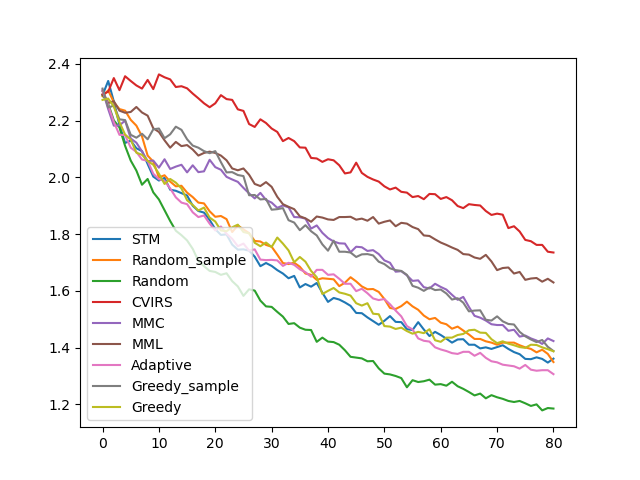 2.4
2.2
2.0
1.8
1.6
1.4
1.2
STM
Random_sample
Random
CVIRS
MMC
MML
Adaptive
Greedy_sample
Greedy
0 10 20 30 40 50 60 70 80